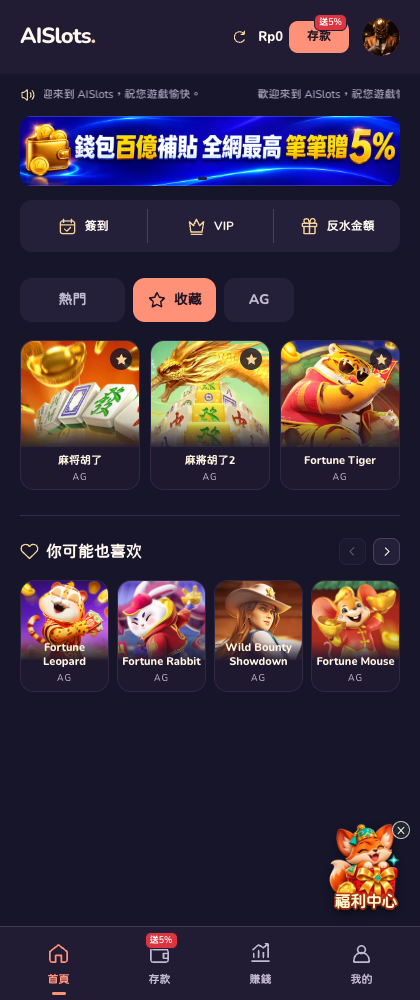 AISlots.
Rp0
送5%
存款
迎來到 AISlots，祝您遊戲愉快。
歡迎來到 AISlots，祝您遊戲愉
錢包百億補貼 全網最高 筆筆贈5%
簽到
VIP
反水金額
熱門
收藏
AG
麻将胡了
AG
麻將胡了2
AG
Fortune Tiger
AG
你可能也喜欢
Fortune
Leopard
AG
Fortune Rabbit
AG
Wild Bounty
Showdown
AG
Fortune Mouse
AG
福利中心
首頁
送5%
存款
賺錢
我的